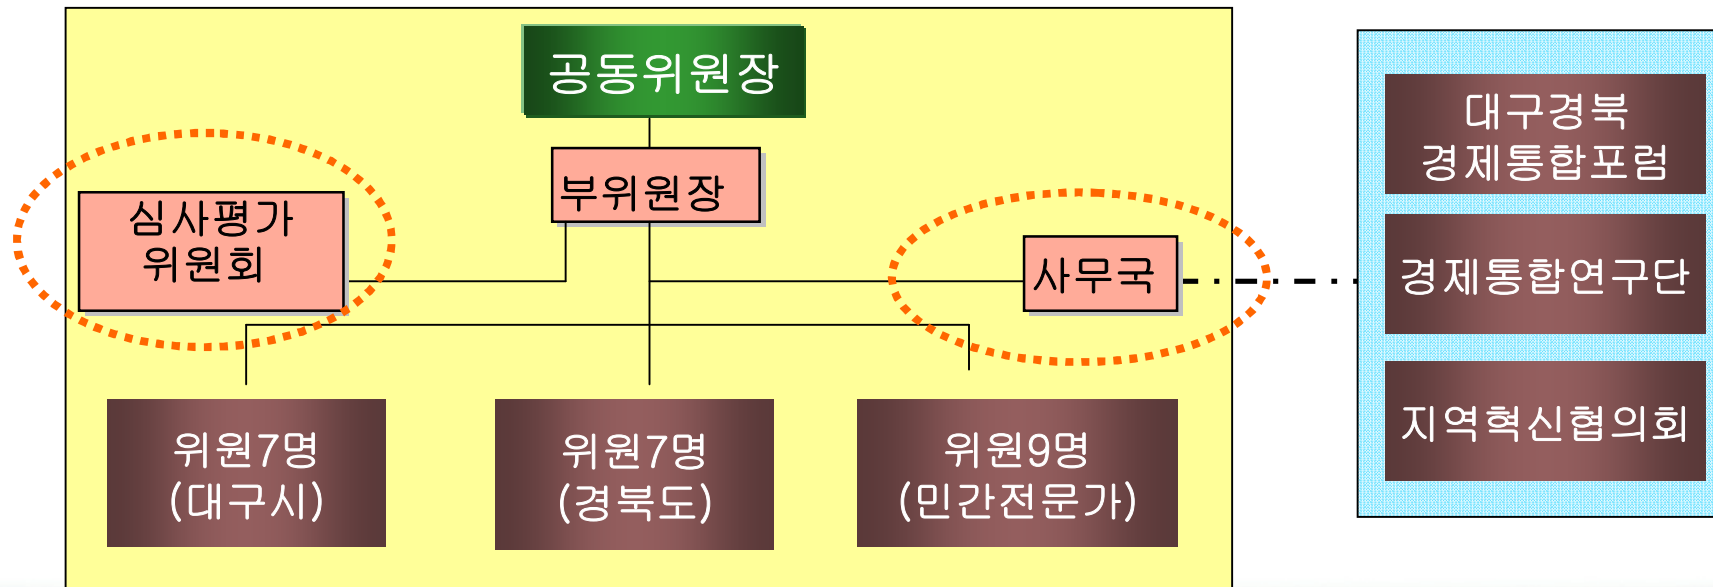 공동위원장
부위원장
심사평가
위원회
사무국
위원7명
(대구시)
위원7명
(경북도)
위원9명
(민간전문가)
대구경북
경제통합포럼
경제통합연구단
지역혁신협의회